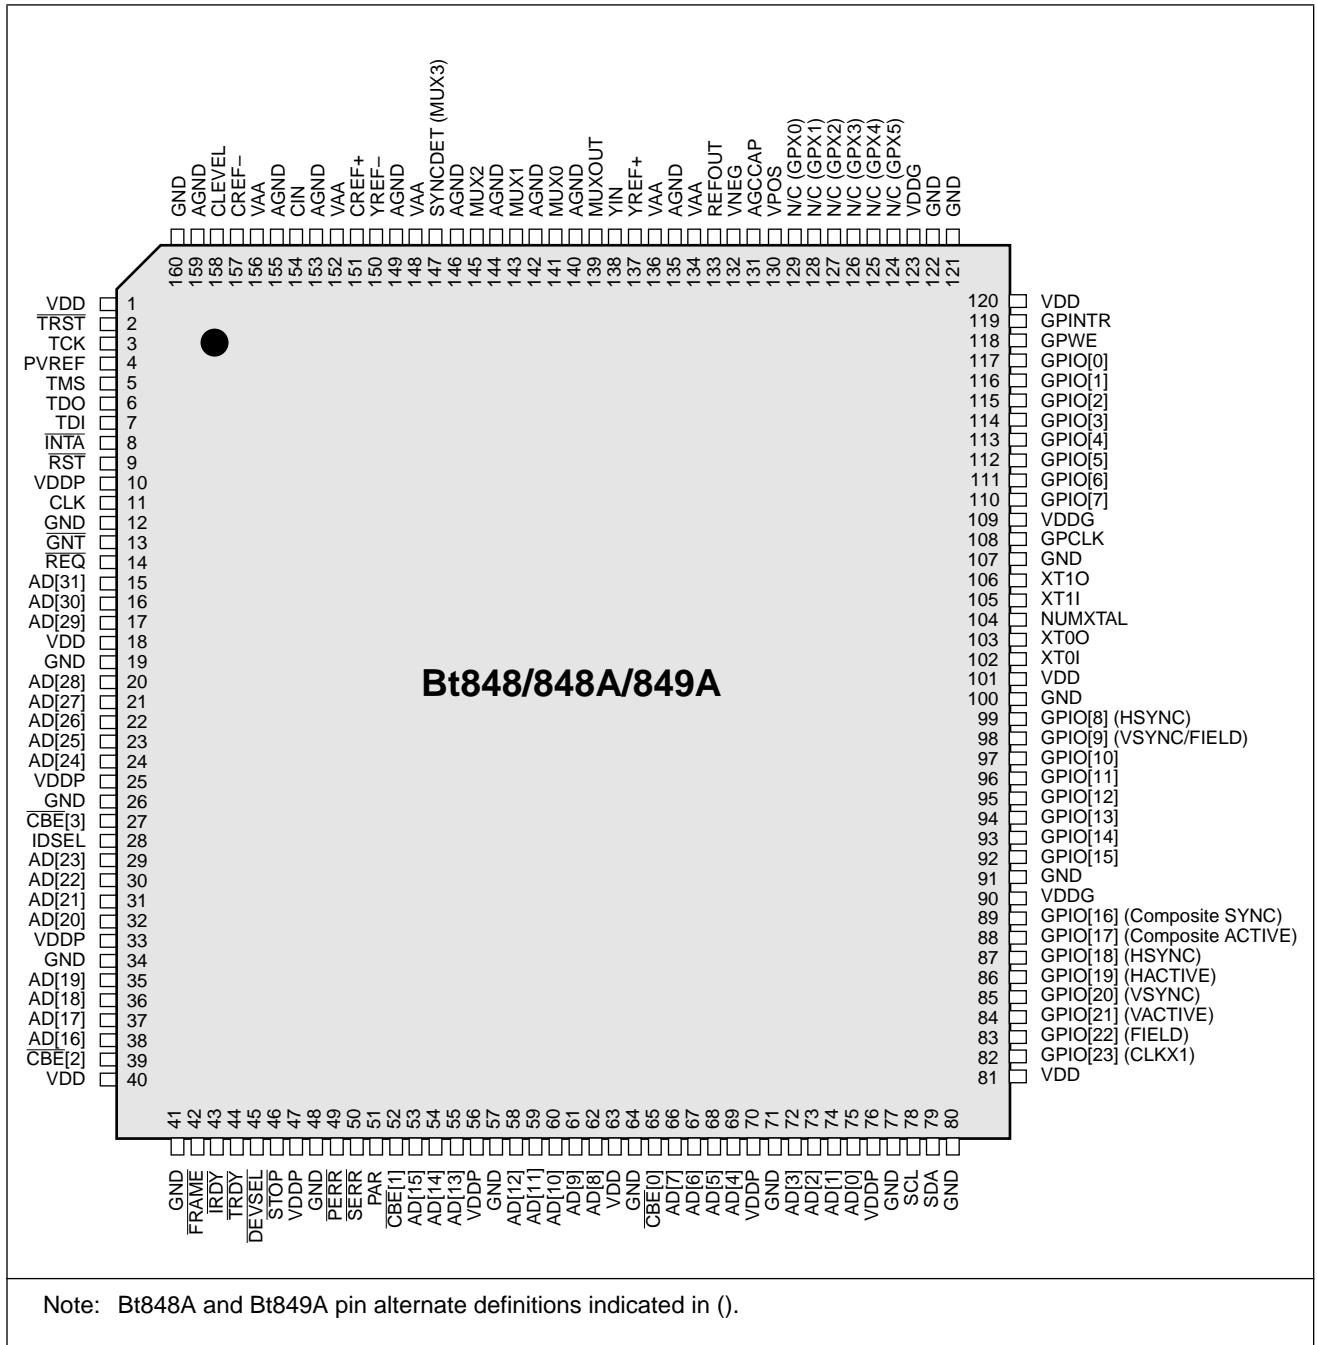 GND AGND CLEVEL CREF– VAA AGND CIN AGND VAA CREF+ YREF– AGND VAA SYNCDET (MUX3) AGND MUX2 AGND MUX1 AGND MUX0 AGND MUXOUT YIN YREF+ VAA AGND VAA REFOUT VNEG AGCCAP VPOS N/C (GPX0) N/C (GPX1) N/C (GPX2) N/C (GPX3) N/C (GPX4) N/C (GPX5) VDDG GND GND
160 159 158 157 156 155 154 153 152 151 150 149 148 147 146 145 144 143 142 141 140 139 138 137 136 135 134 133 132 131 130 129 128 127 126 125 124 123 122 121
VDD 1
TRST 2
TCK 3
PVREF 4
TMS 5
TDO 6
TDI 7
INTA 8
RST 9
VDDP 10
CLK 11
GND 12
GNT 13
REQ 14
AD[31] 15
AD[30] 16
AD[29] 17
VDD 18
GND 19
AD[28] 20
AD[27] 21
AD[26] 22
AD[25] 23
AD[24] 24
VDDP 25
GND 26
CBE[3] 27
IDSEL 28
AD[23] 29
AD[22] 30
AD[21] 31
AD[20] 32
VDDP 33
GND 34
AD[19] 35
AD[18] 36
AD[17] 37
AD[16] 38
CBE[2] 39
VDD 40
Bt848/848A/849A
120 VDD
119 GPINTR
118 GPWE
117 GPIO[0]
116 GPIO[1]
115 GPIO[2]
114 GPIO[3]
113 GPIO[4]
112 GPIO[5]
111 GPIO[6]
110 GPIO[7]
109 VDDG
108 GPCLK
107 GND
106 XT1O
105 XT1I
104 NUMXTAL
103 XT0O
102 XT0I
101 VDD
100 GND
99 GPIO[8] (HSYNC)
98 GPIO[9] (VSYNC/FIELD)
97 GPIO[10]
96 GPIO[11]
95 GPIO[12]
94 GPIO[13]
93 GPIO[14]
92 GPIO[15]
91 GND
90 VDDG
89 GPIO[16] (Composite SYNC)
88 GPIO[17] (Composite ACTIVE)
87 GPIO[18] (HSYNC)
86 GPIO[19] (HACTIVE)
85 GPIO[20] (VSYNC)
84 GPIO[21] (VACTIVE)
83 GPIO[22] (FIELD)
82 GPIO[23] (CLKX1)
81 VDD
41 42 43 44 45 46 47 48 49 50 51 52 53 54 55 56 57 58 59 60 61 62 63 64 65 66 67 68 69 70 71 72 73 74 75 76 77 78 79 80
GND FRAME IRDY TRDY DEVSEL STOP VDDP GND PERR SERR PAR CBE[1] AD[15] AD[14] AD[13] VDDP GND AD[12] AD[11] AD[10] AD[9] AD[8] VDD GND CBE[0] AD[7] AD[6] AD[5] AD[4] VDDP GND AD[3] AD[2] AD[1] AD[0] VDDP GND SCL SDA GND
Note: Bt848A and Bt849A pin alternate definitions indicated in ().